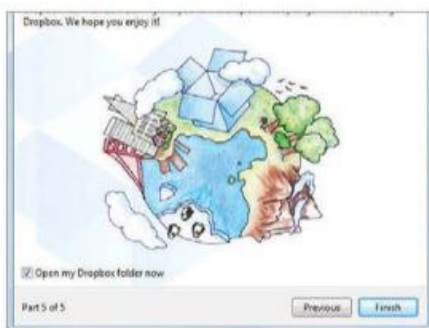 Dropbox. We hope you enjoy it!
Open my Dropbox folder now
Part 5 of 5
Previous
Finish